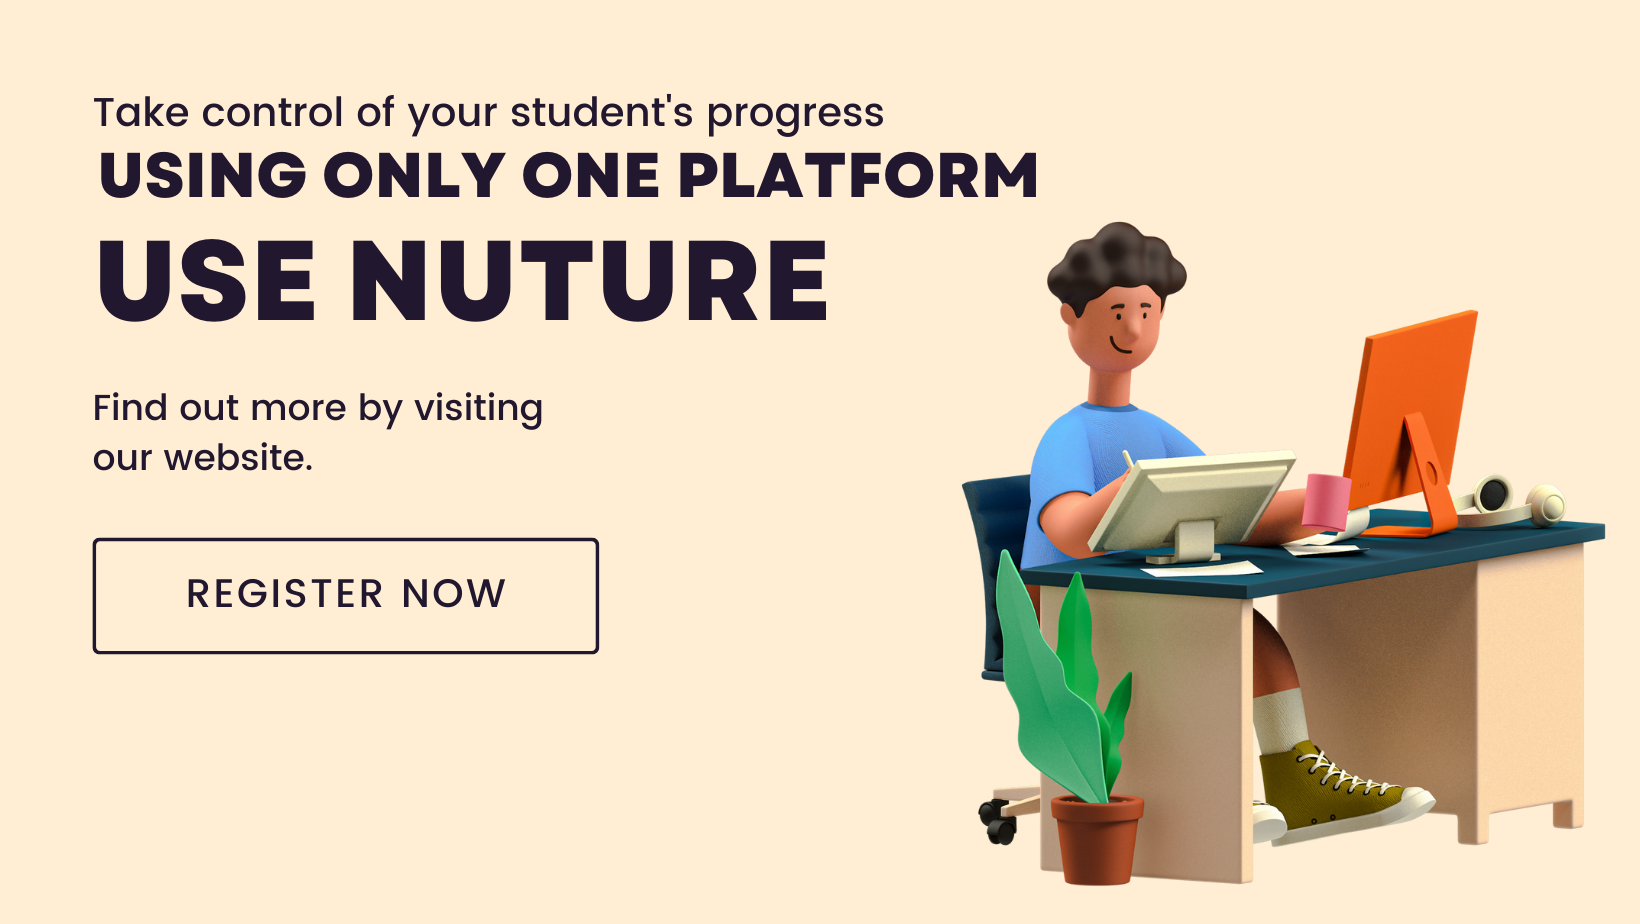 Take control of your student's progress
USING ONLY ONE PLATFORM
USE NUTURE
Find out more by visiting
our website.
REGISTER NOW